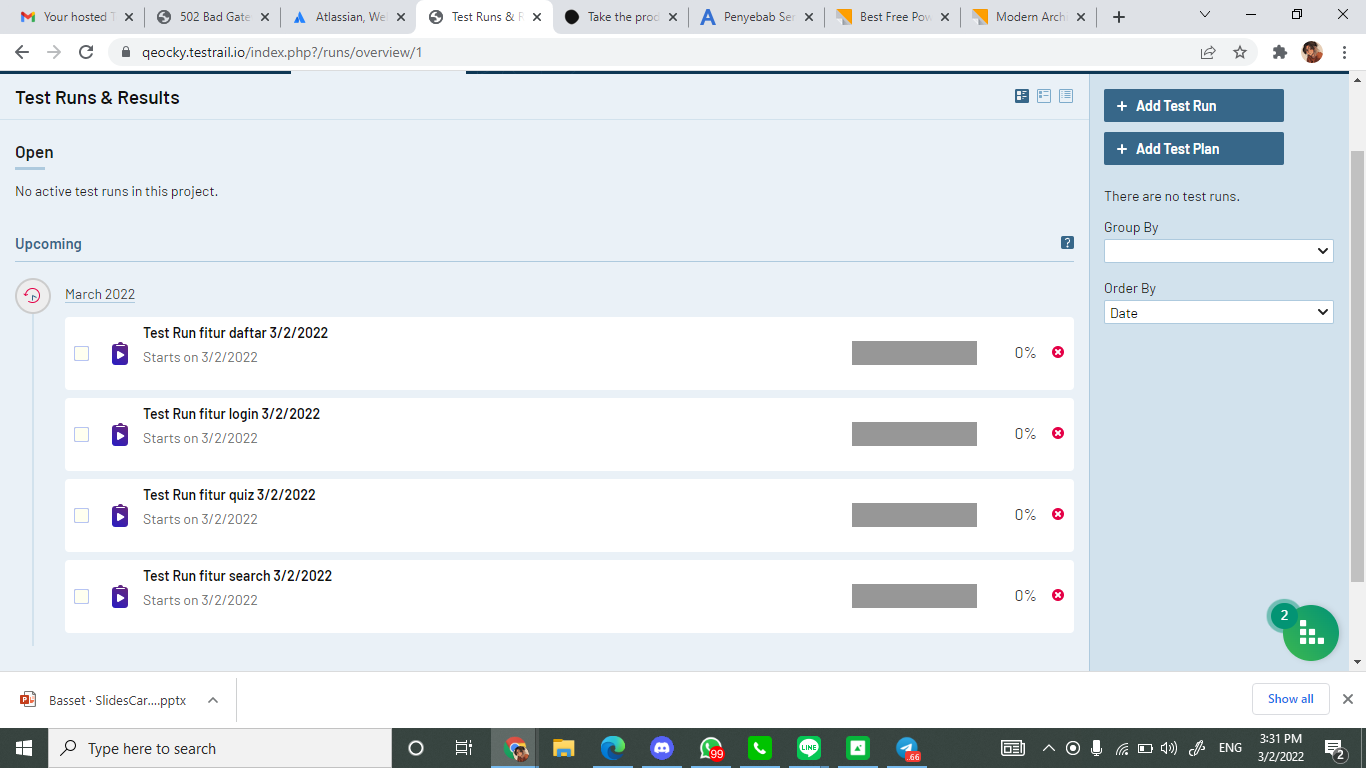 Your hosted T
502 Bad Gate
Atlassian, Wel
Test Runs & R
Take the prod
Penyebab Ser
Best Free Pow
Modern Archi
qeocky.testrail.io/index.php?/runs/overview/1
Test Runs & Results
+ Add Test Run
+ Add Test Plan
There are no test runs.
Group By
Order By
Date
Open
No active test runs in this project.
Upcoming
?
March 2022
Test Run fitur daftar 3/2/2022
Starts on 3/2/2022
0%
Test Run fitur login 3/2/2022
Starts on 3/2/2022
0%
Test Run fitur quiz 3/2/2022
Starts on 3/2/2022
0%
Test Run fitur search 3/2/2022
Starts on 3/2/2022
0%
2
Basset · SlidesCar....pptx
Show all
Type here to search
99
LINE
.66
ENG
3:31 PM
3/2/2022
2